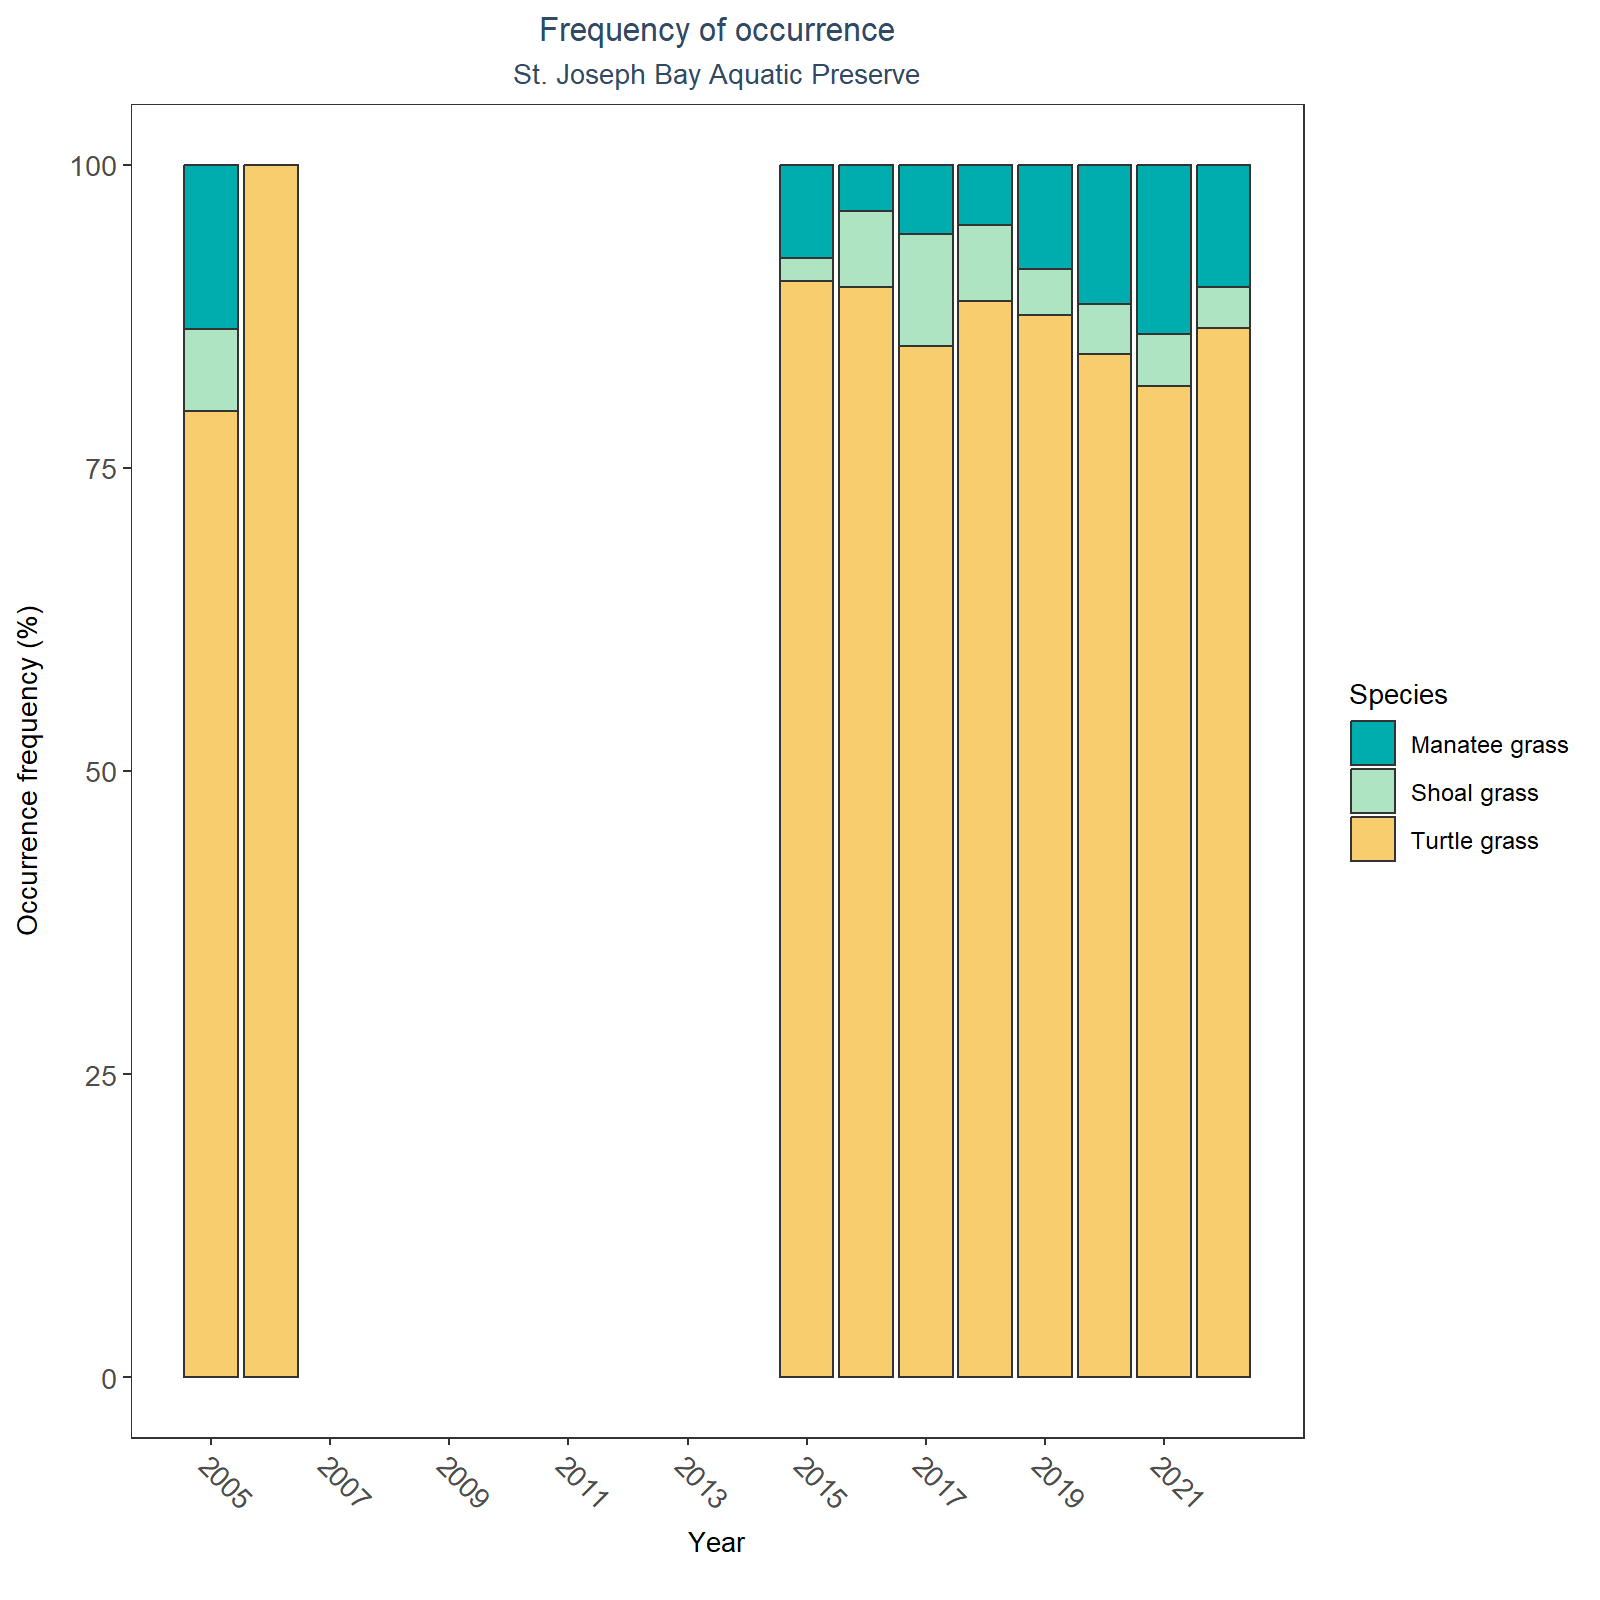 Frequency of occurrence
St. Joseph Bay Aquatic Preserve
Occurrence frequency (%)
100
75
50
25
0
2005
2007
2009
2011
2013
2015
2017
2019
2021
Year
Species
Manatee grass
Shoal grass
Turtle grass